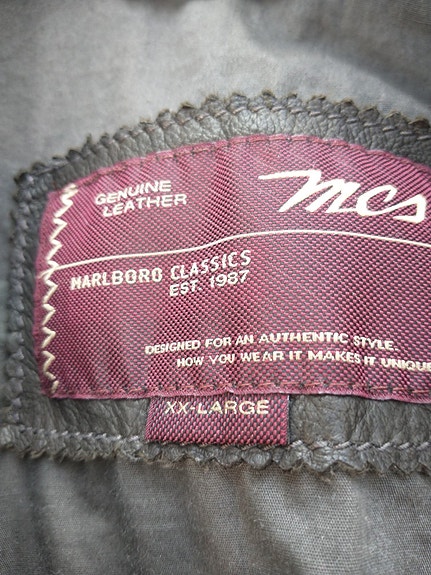 GENUINE
LEATHER
mcs
MARLBORO CLASSICS
EST. 1987
DESIGNED FOR AN AUTHENTIC STYLE.
HOW YOU WEAR IT MAKES IT UNIQUE
XX-LARGE